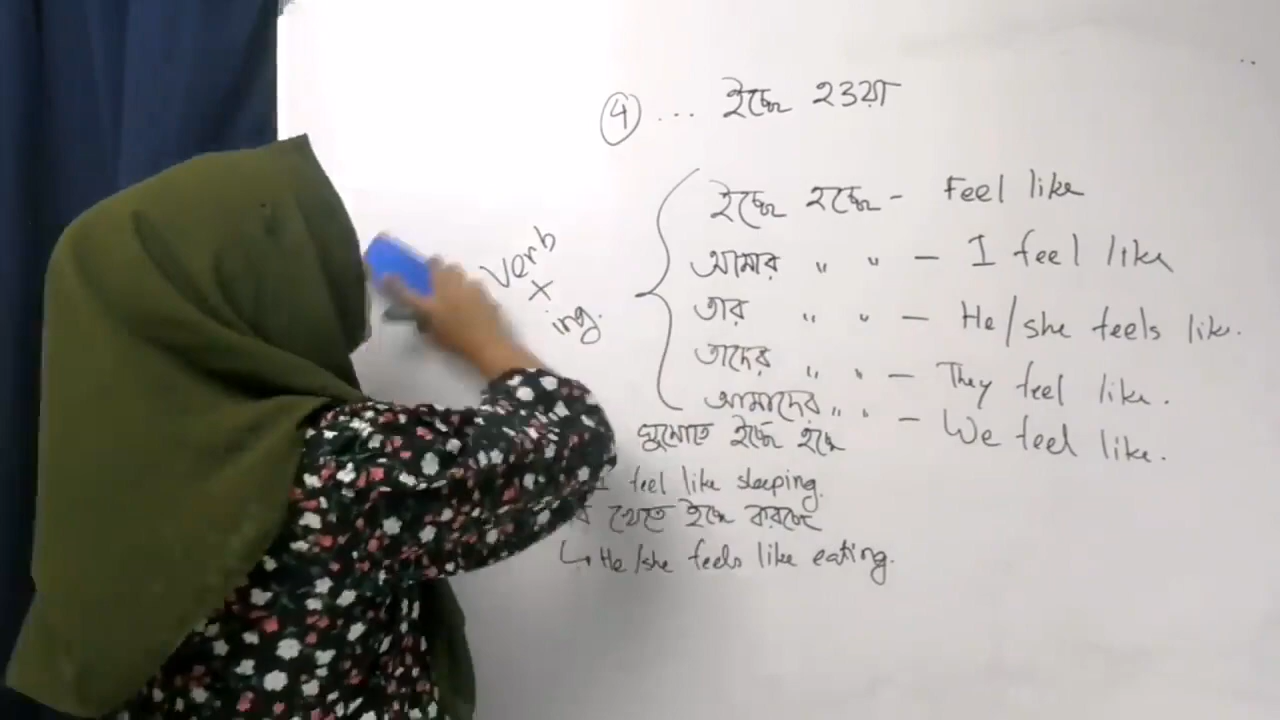 ④ ... ইচ্ছে হওয়া
ইচ্ছে হচ্ছে - Feel like
আমার " " - I feel like
তার " " - He/she feels like.
তাদের " " - They feel like.
আমাদের " " - We feel like.
verb
+
ing.
ঘুমোতে ইচ্ছে হচ্ছে
I feel like sleeping.
খেতে ইচ্ছে করছে
↳ He/she feels like eating.